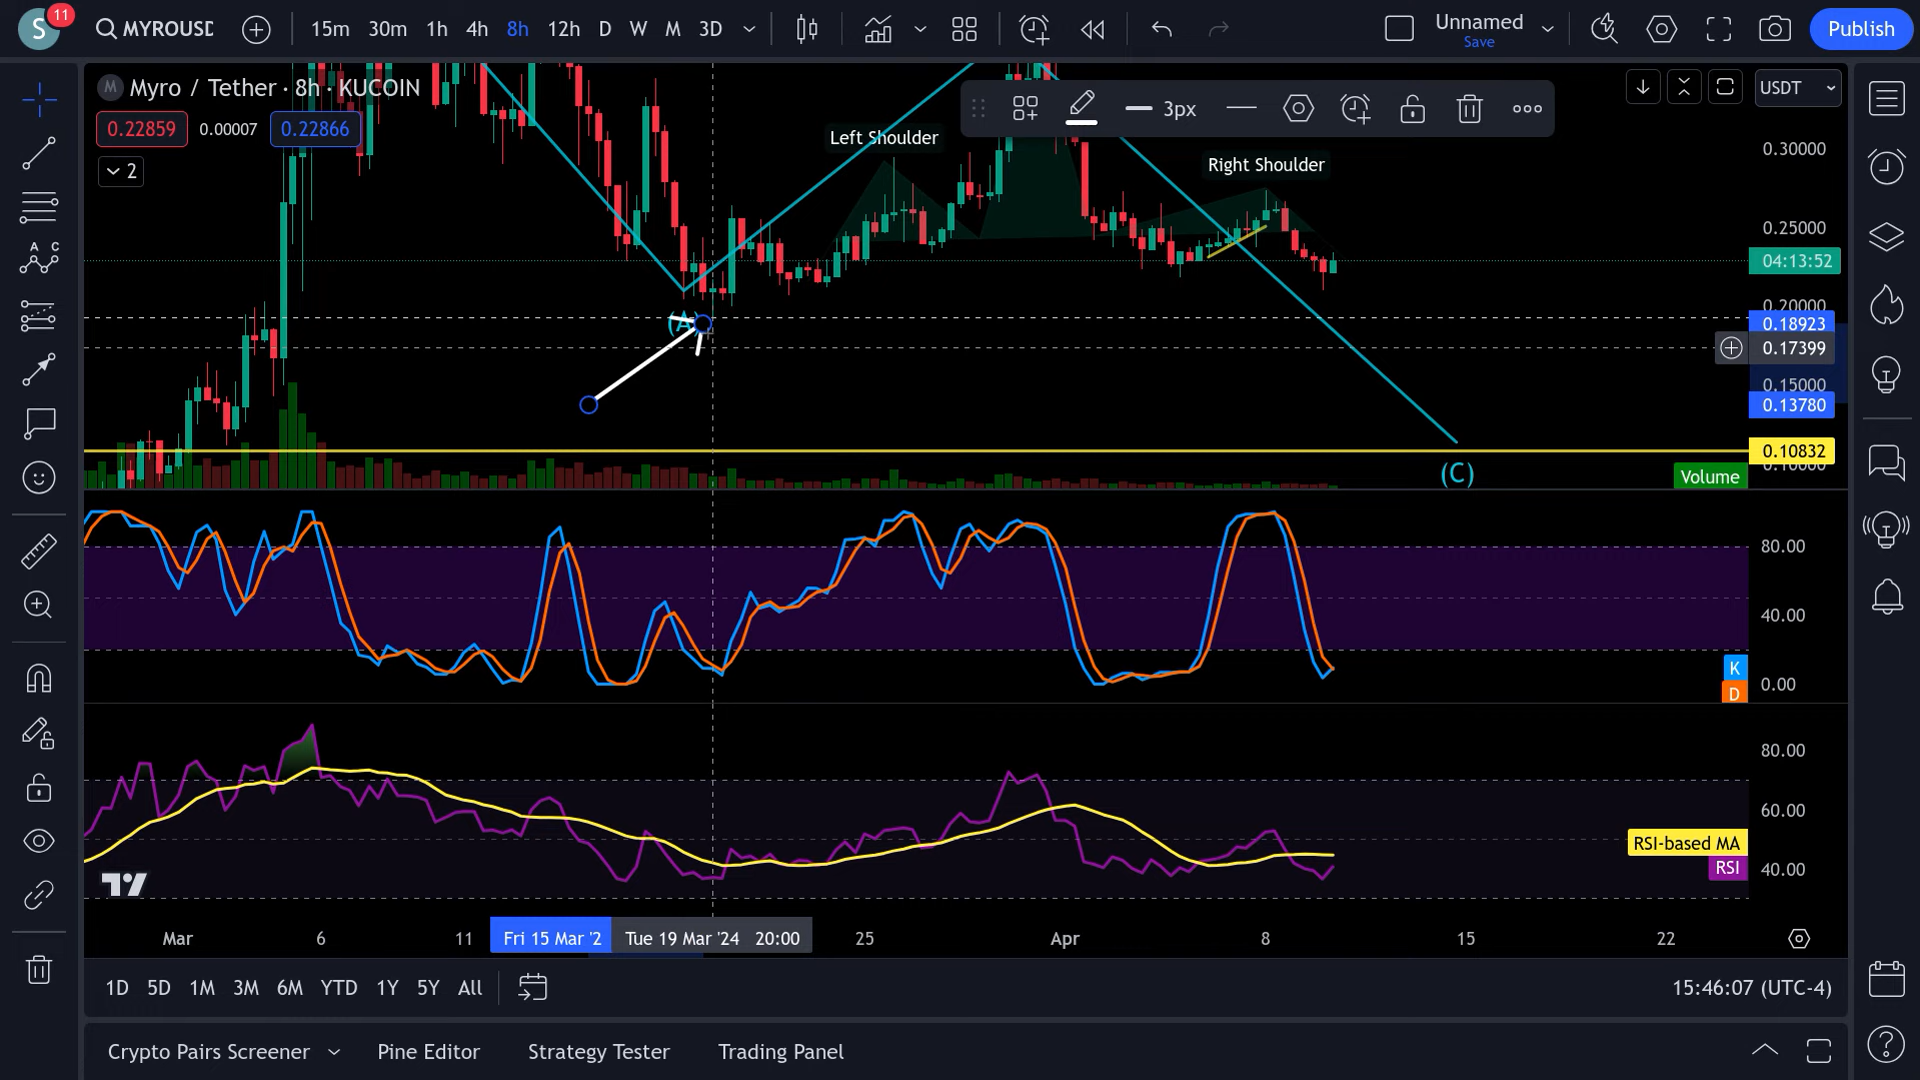 S
11
MYROUSD
15m 30m 1h 4h 8h 12h D W M 3D
Unnamed
Save
Publish
M Myro / Tether · 8h · KUCOIN
0.22859 0.00007 0.22866
2
3px
USDT
Left Shoulder
Right Shoulder
(A)
(C)
0.30000
0.25000
04:13:52
0.20000
0.18923
0.17399
0.15000
0.13780
0.10832
0.10000
Volume
80.00
40.00
K
0.00
D
80.00
60.00
RSI-based MA
RSI
40.00
Mar 6 11 Fri 15 Mar '2 Tue 19 Mar '24 20:00 25 Apr 8 15 22
1D 5D 1M 3M 6M YTD 1Y 5Y All
15:46:07 (UTC-4)
Crypto Pairs Screener Pine Editor Strategy Tester Trading Panel